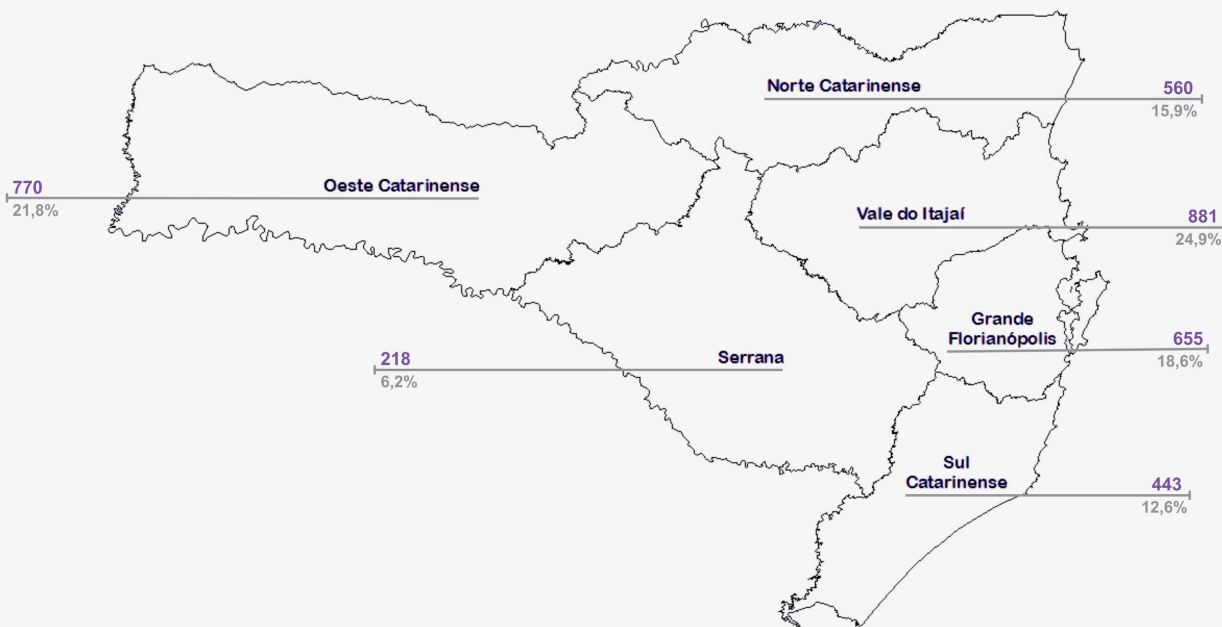 Norte Catarinense
560
15,9%
770
Oeste Catarinense
21,8%
Vale do Itajaí
881
24,9%
Grande
Florianópolis
655
18,6%
218
Serrana
6,2%
Sul
Catarinense
443
12,6%